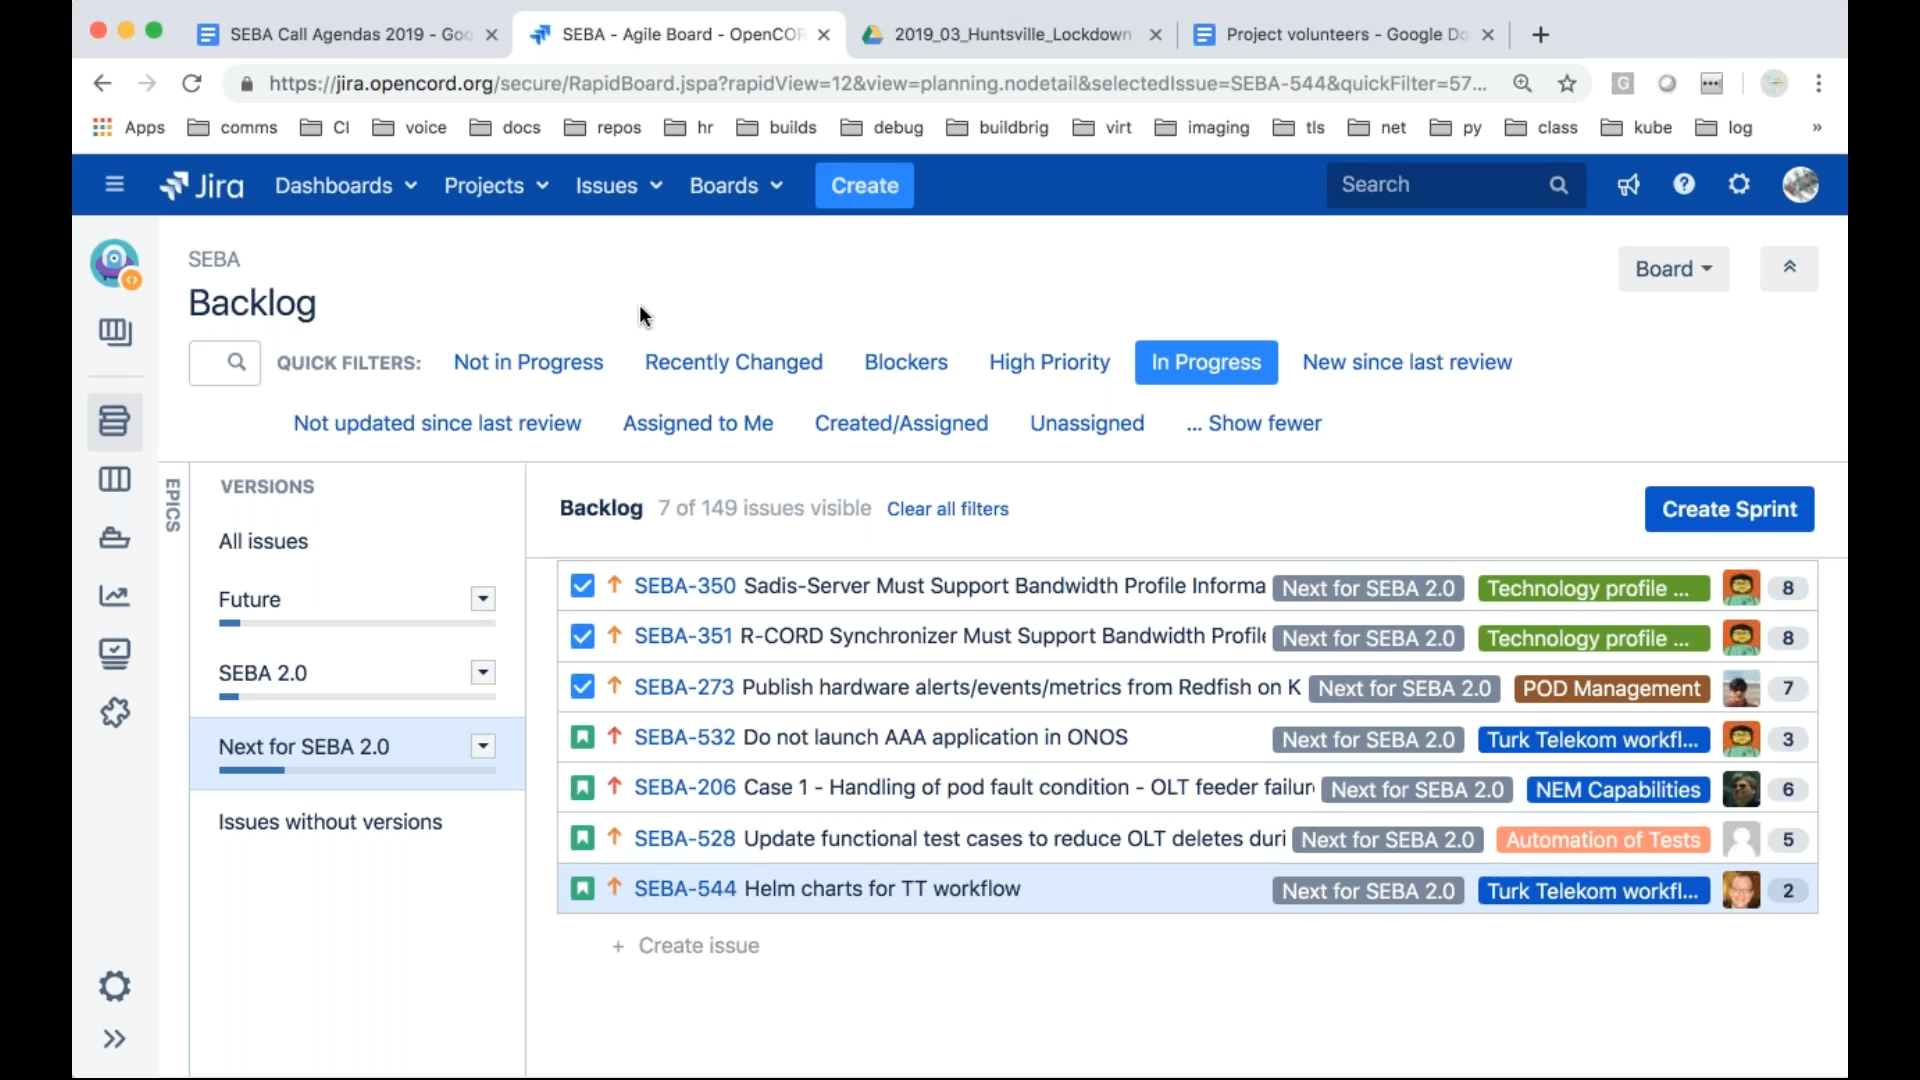 SEBA Call Agendas 2019 - Goo
SEBA - Agile Board - OpenCOR
2019_03_Huntsville_Lockdown -
Project volunteers - Google Do
https://jira.opencord.org/secure/RapidBoard.jspa?rapidView=12&view=planning.nodetail&selectedIssue=SEBA-544&quickFilter=57...
Apps comms CI voice docs repos hr builds debug buildbrig virt imaging tls net py class kube log »
Jira Dashboards Projects Issues Boards Create Search
SEBA
Board
Backlog
QUICK FILTERS: Not in Progress Recently Changed Blockers High Priority In Progress New since last review
Not updated since last review Assigned to Me Created/Assigned Unassigned ... Show fewer
EPICS
VERSIONS
All issues
Future
SEBA 2.0
Next for SEBA 2.0
Issues without versions
Backlog 7 of 149 issues visible Clear all filters Create Sprint
SEBA-350 Sadis-Server Must Support Bandwidth Profile Informa Next for SEBA 2.0 Technology profile ... 8
SEBA-351 R-CORD Synchronizer Must Support Bandwidth Profile Next for SEBA 2.0 Technology profile ... 8
SEBA-273 Publish hardware alerts/events/metrics from Redfish on K Next for SEBA 2.0 POD Management 7
SEBA-532 Do not launch AAA application in ONOS Next for SEBA 2.0 Turk Telekom workfl... 3
SEBA-206 Case 1 - Handling of pod fault condition - OLT feeder failur Next for SEBA 2.0 NEM Capabilities 6
SEBA-528 Update functional test cases to reduce OLT deletes duri Next for SEBA 2.0 Automation of Tests 5
SEBA-544 Helm charts for TT workflow Next for SEBA 2.0 Turk Telekom workfl... 2
+ Create issue